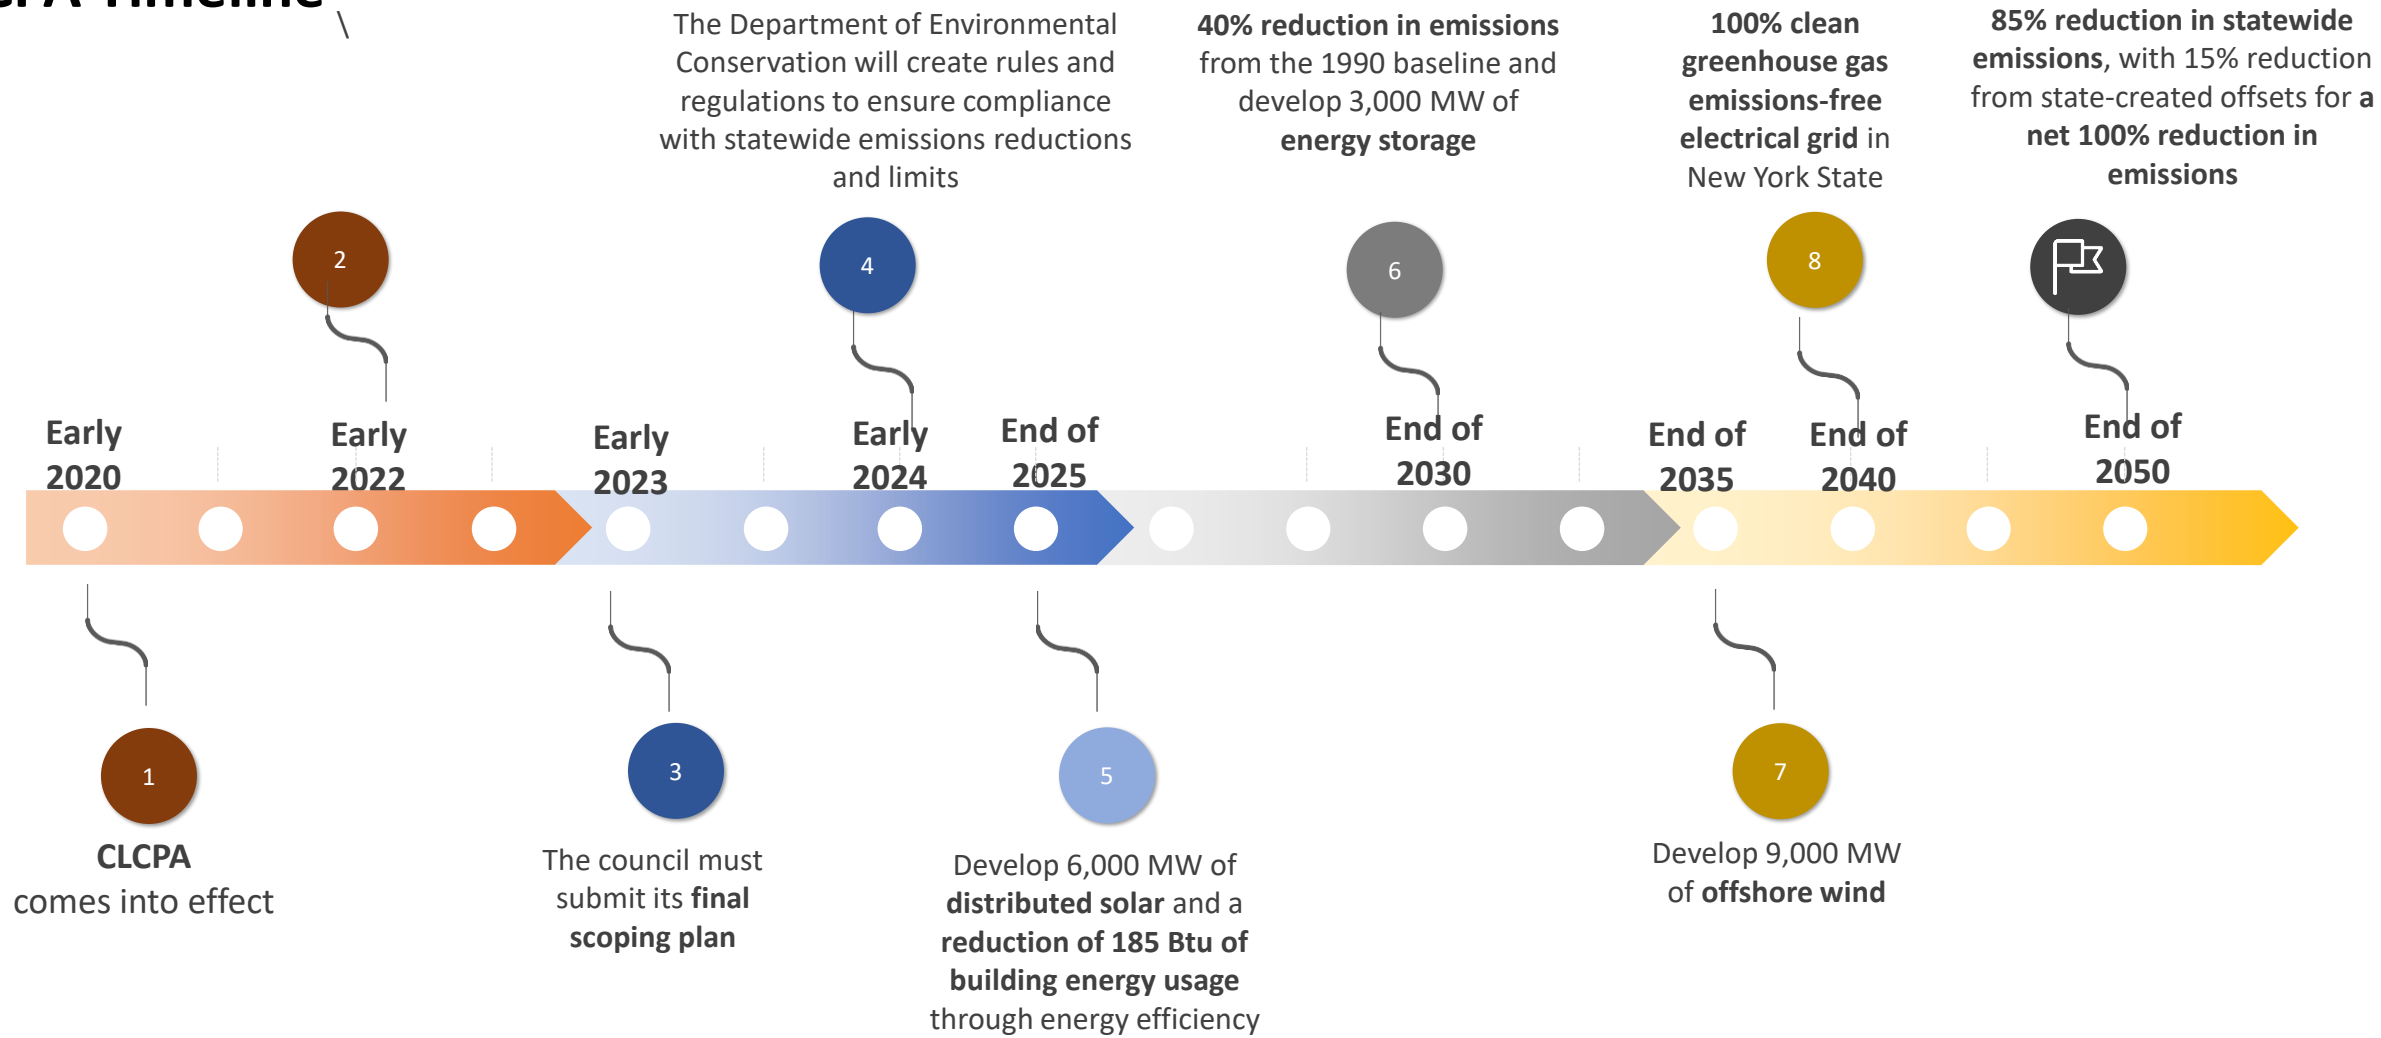 CPA Timeline
\
The Department of Environmental
Conservation will create rules and
regulations to ensure compliance
with statewide emissions reductions
and limits
40% reduction in emissions
from the 1990 baseline and
develop 3,000 MW of
energy storage
100% clean
greenhouse gas
emissions-free
electrical grid in
New York State
85% reduction in statewide
emissions, with 15% reduction
from state-created offsets for a
net 100% reduction in
emissions
2
4
6
8
Early
2020
Early
2022
Early
2023
Early
2024
End of
2025
End of
2030
End of
2035
End of
2040
End of
2050
1
3
5
7
CLCPA
comes into effect
The council must
submit its final
scoping plan
Develop 6,000 MW of
distributed solar and a
reduction of 185 Btu of
building energy usage
through energy efficiency
Develop 9,000 MW
of offshore wind